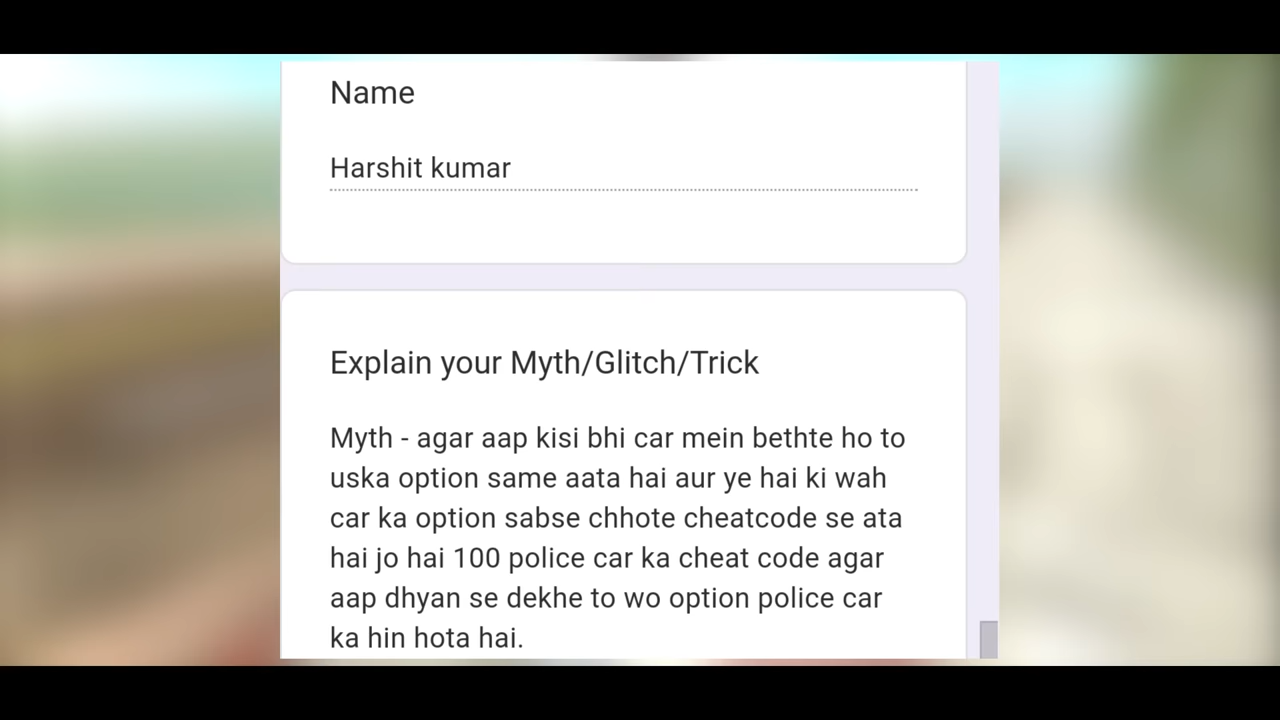 Name
Harshit kumar
Explain your Myth/Glitch/Trick
Myth - agar aap kisi bhi car mein bethte ho to
uska option same aata hai aur ye hai ki wah
car ka option sabse chhote cheatcode se ata
hai jo hai 100 police car ka cheat code agar
aap dhyan se dekhe to wo option police car
ka hin hota hai.